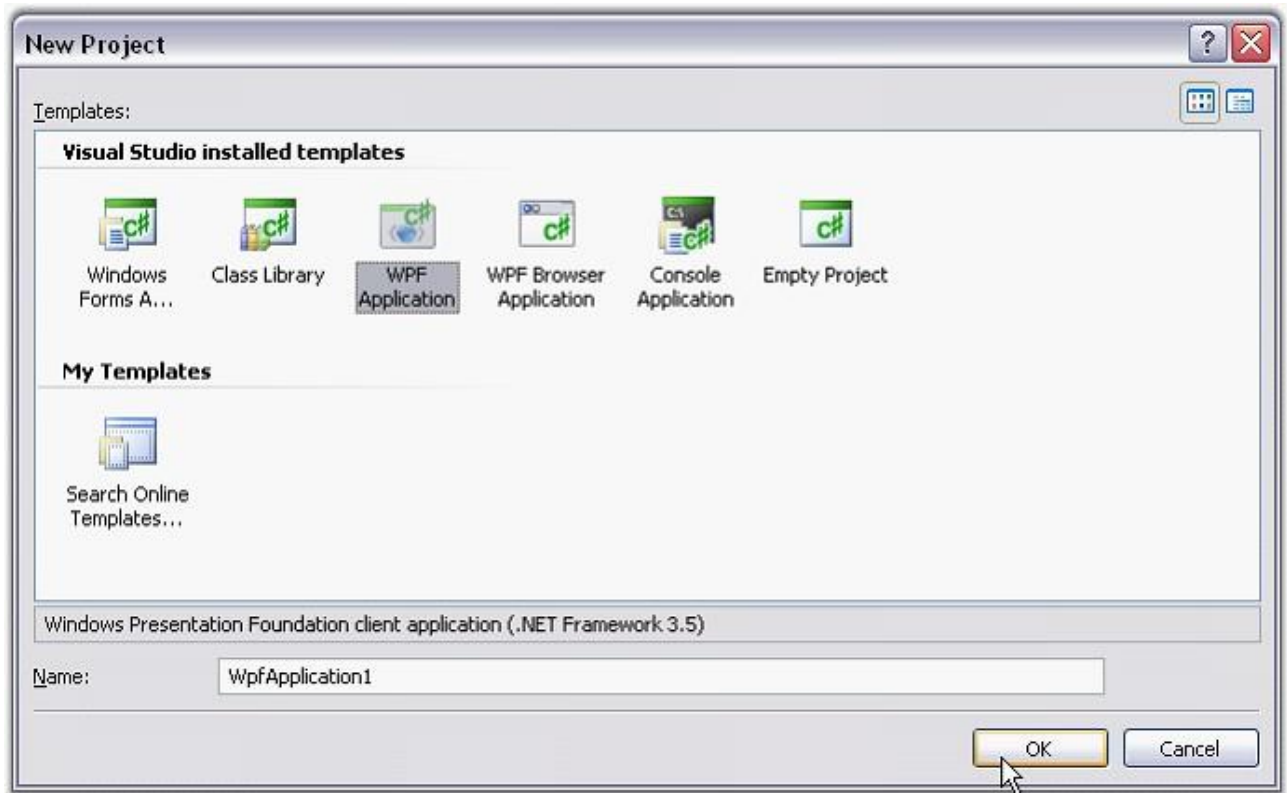 New Project
Templates:
Visual Studio installed templates
Windows Forms A...
Class Library
WPF Application
WPF Browser Application
Console Application
Empty Project
My Templates
Search Online Templates...
Windows Presentation Foundation client application (.NET Framework 3.5)
Name:
WpfApplication1
OK
Cancel